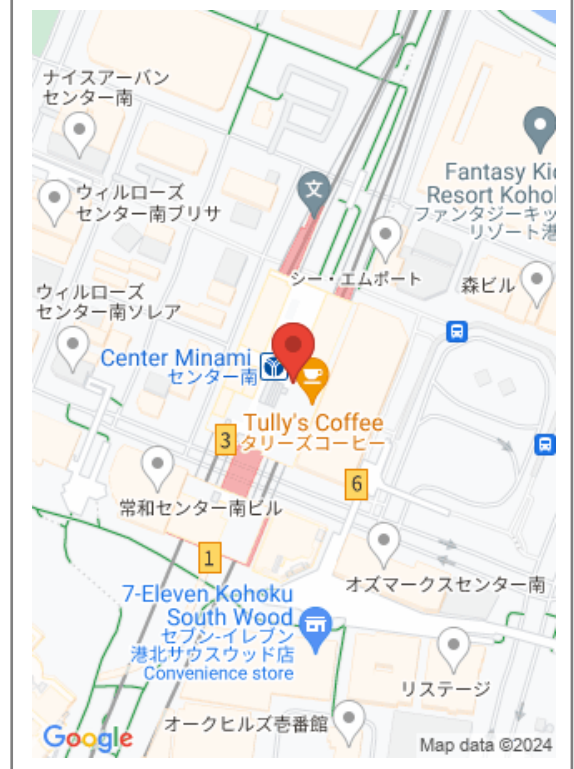 ナイスアーバン
センター南
文
Fantasy Kid
Resort Kohok
ファンタジーキッ
リゾート港
ウィルローズ
センター南ブリサ
シー・エムポート
森ビル
ウィルローズ
センター南ソレア
Center Minami
センター南
Tully's Coffee
タリーズコーヒー
3
6
常和センター南ビル
1
オズマークスセンター南
7-Eleven Kohoku
South Wood
セブン-イレブン
港北サウスウッド店
Convenience store
リステージ
オークヒルズ壱番館
Google
Map data ©2024